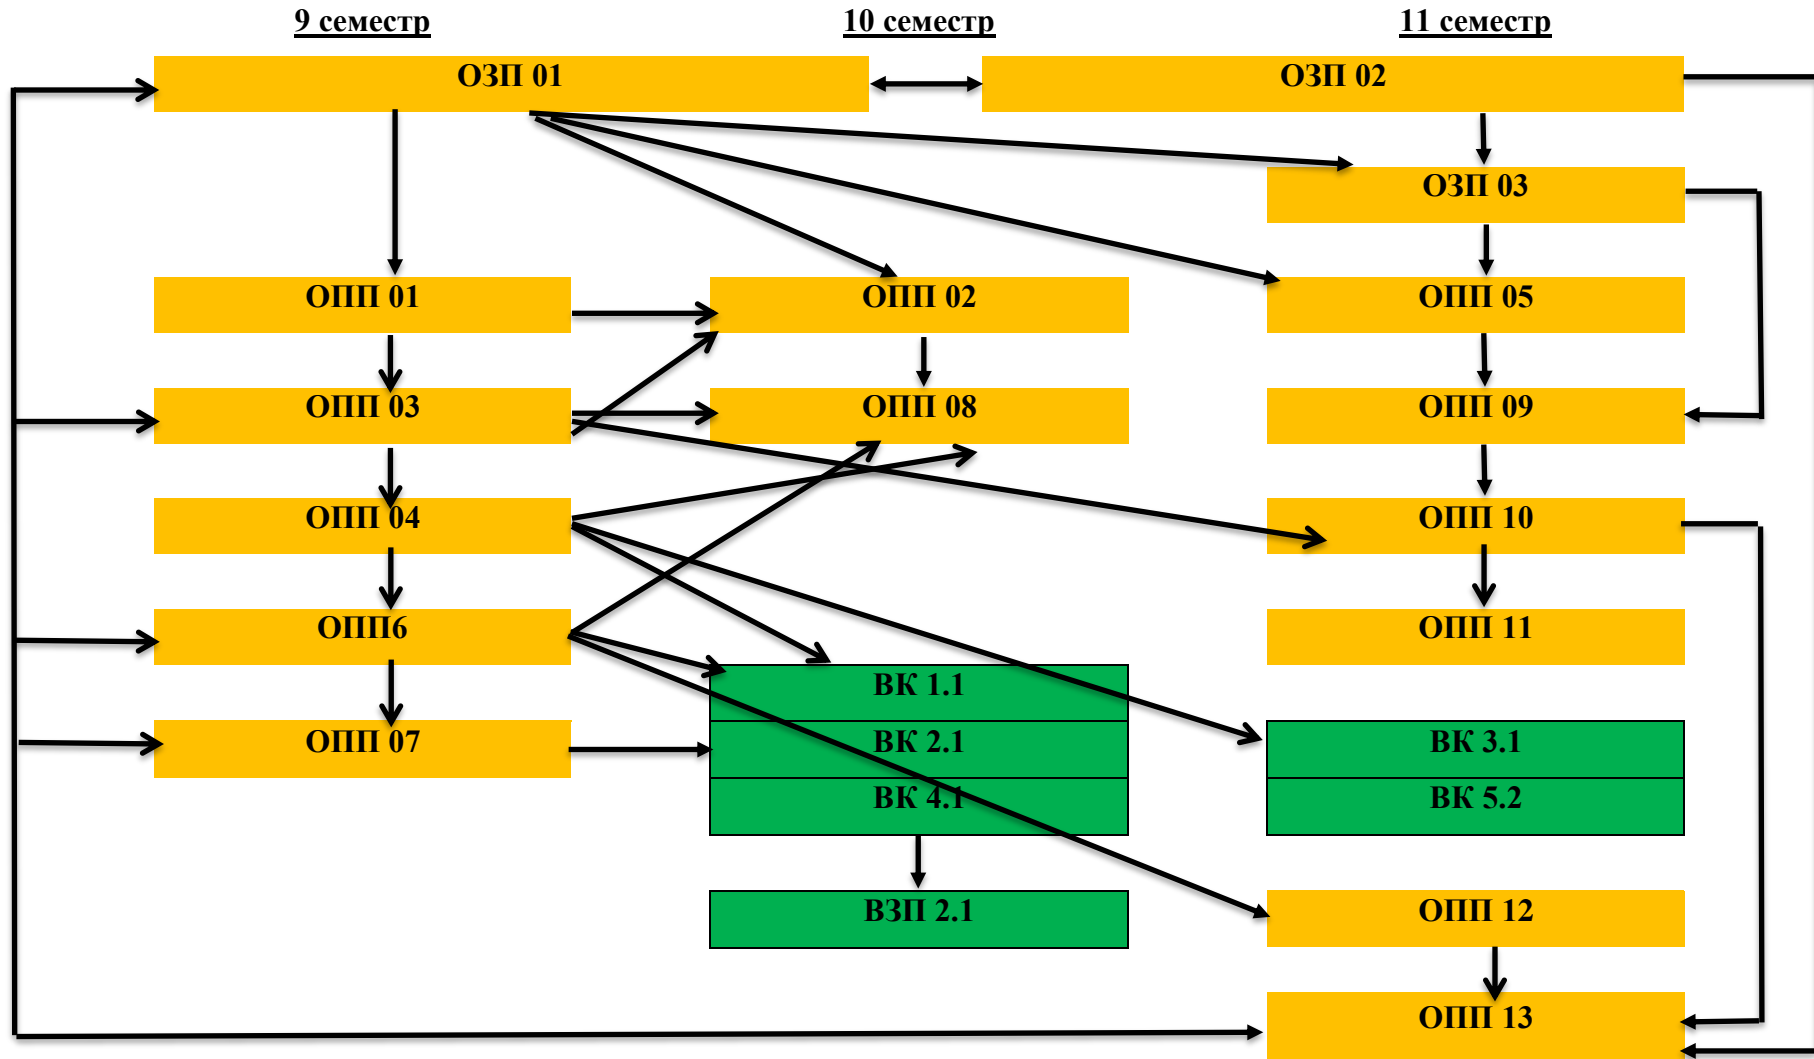 9 семестр
10 семестр
11 семестр
ОЗП 01
ОЗП 02
ОЗП 03
ОПП 01
ОПП 02
ОПП 05
ОПП 03
ОПП 08
ОПП 09
ОПП 04
ОПП 10
ОПП6
ОПП 11
ВК 1.1
ОПП 07
ВК 2.1
ВК 3.1
ВК 4.1
ВК 5.2
ВЗП 2.1
ОПП 12
ОПП 13